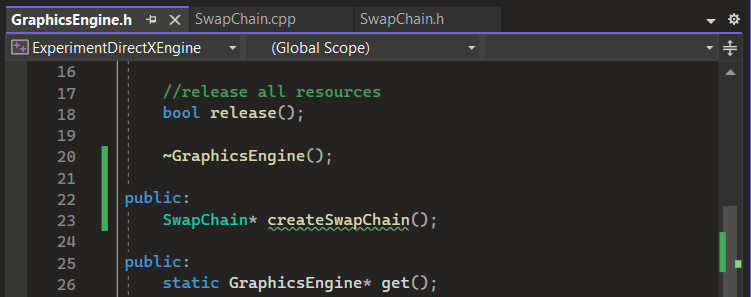 GraphicsEngine.h SwapChain.cpp SwapChain.h
ExperimentDirectXEngine (Global Scope)
16
17 //release all resources
18 bool release();
19
20 ~GraphicsEngine();
21
22 public:
23 SwapChain* createSwapChain();
24
25 public:
26 static GraphicsEngine* get();